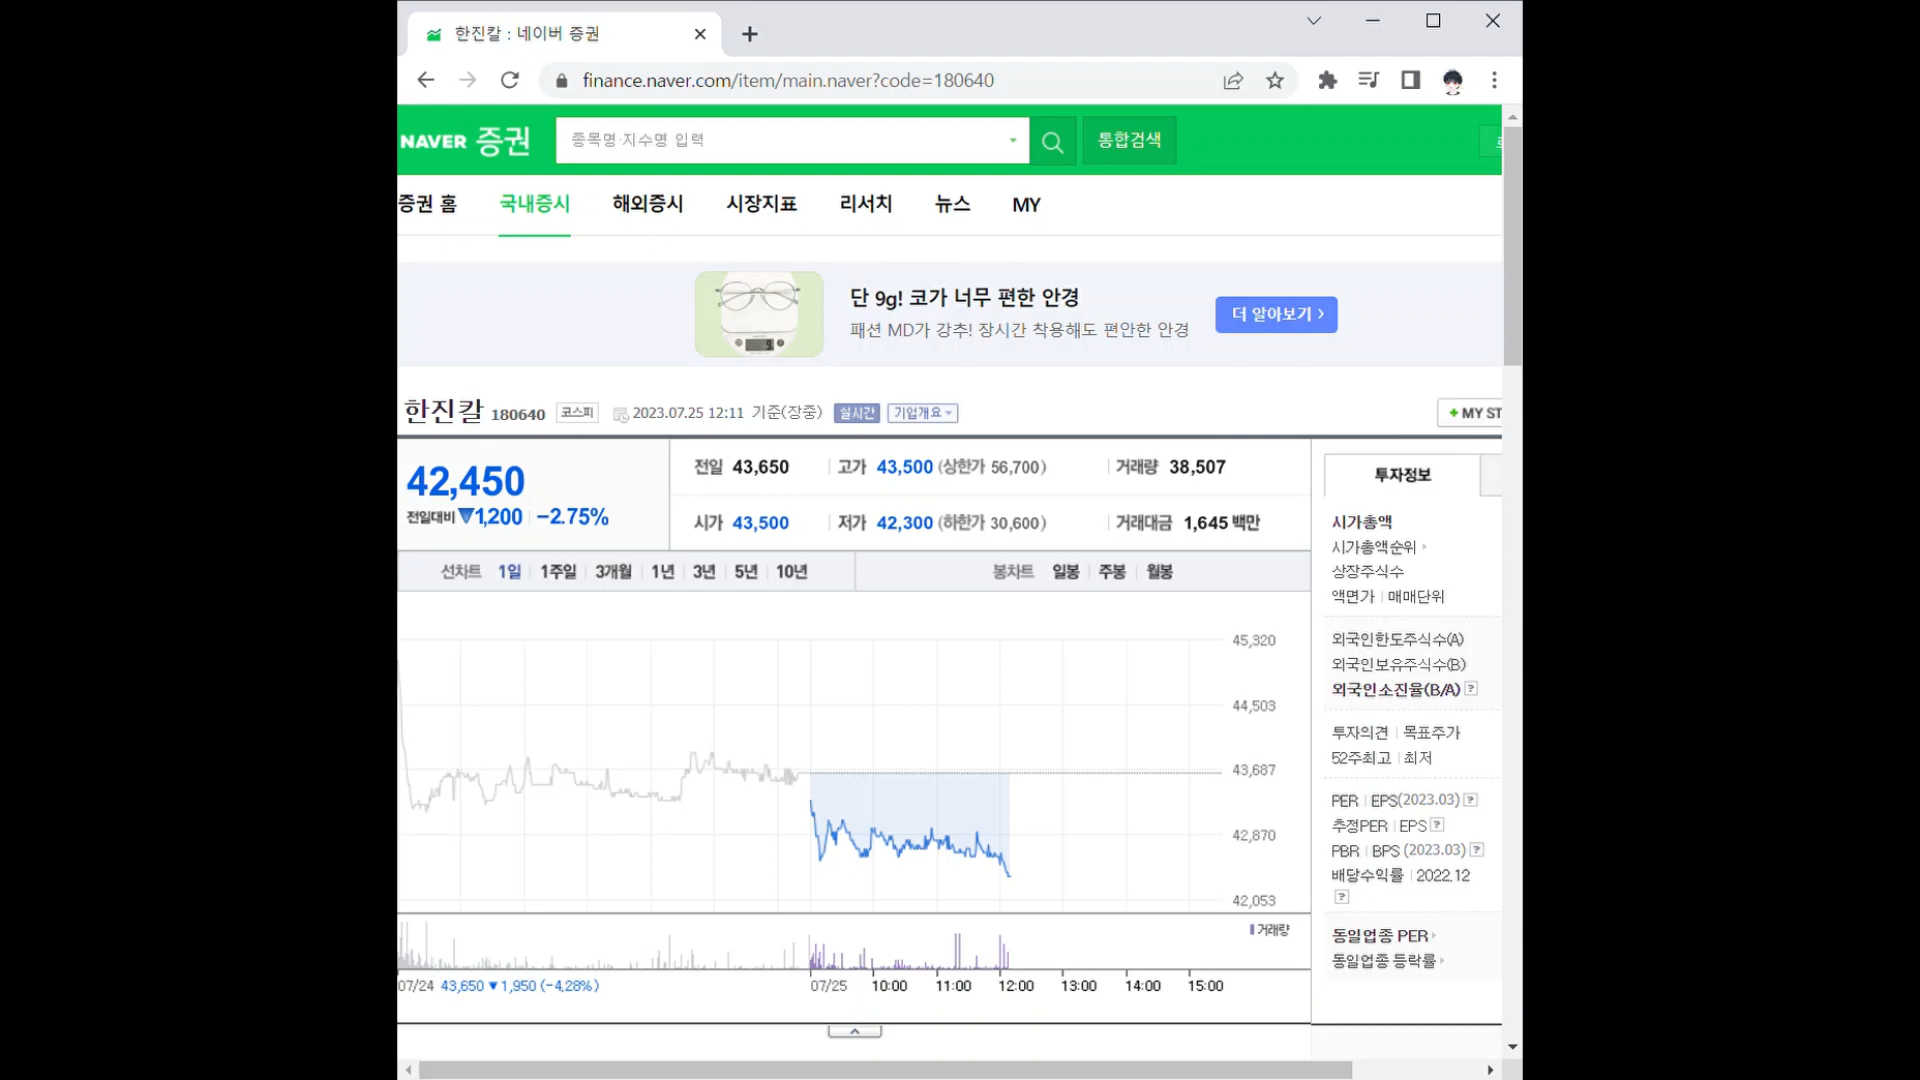 한진칼 : 네이버 증권
finance.naver.com/item/main.naver?code=180640
NAVER 증권
종목명·지수명 입력
통합검색
증권 홈 국내증시 해외증시 시장지표 리서치 뉴스 MY
단 9g! 코가 너무 편한 안경
패션 MD가 강추! 장시간 착용해도 편안한 안경
더 알아보기 >
한진칼 180640 코스피 2023.07.25 12:11 기준(장중) 실시간 기업개요
+ MY ST
42,450
전일대비 ▼1,200 -2.75%
전일 43,650 고가 43,500 (상한가 56,700) 거래량 38,507
시가 43,500 저가 42,300 (하한가 30,600) 거래대금 1,645 백만
선차트 1일 1주일 3개월 1년 3년 5년 10년
봉차트 일봉 주봉 월봉
45,320
44,503
43,687
42,870
42,053
거래량
07/24 43,650 ▼1,950 (-4.28%)
07/25 10:00 11:00 12:00 13:00 14:00 15:00
투자정보
시가총액
시가총액순위
상장주식수
액면가 | 매매단위
외국인한도주식수(A)
외국인보유주식수(B)
외국인소진율(B/A) ?
투자의견 | 목표주가
52주최고 | 최저
PER | EPS(2023.03) ?
추정PER | EPS ?
PBR | BPS (2023.03) ?
배당수익률 | 2022.12
?
동일업종 PER
동일업종 등락률